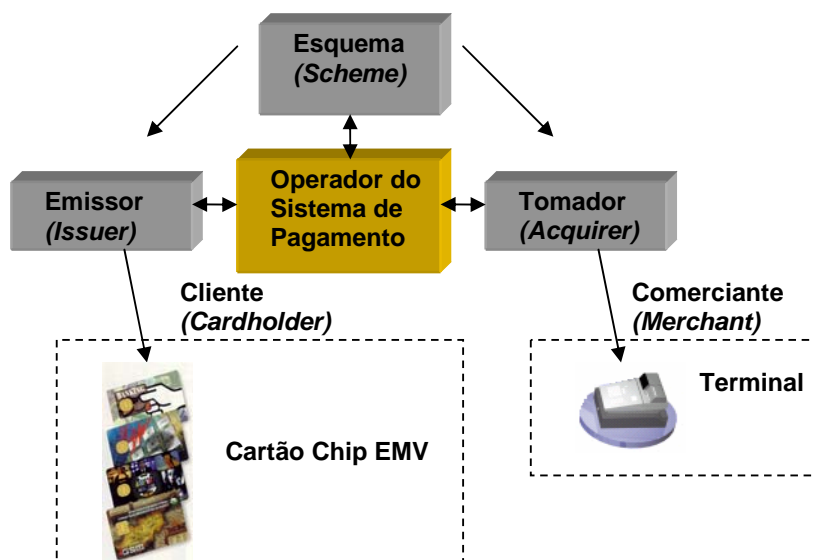 Esquema
(Scheme)
Emissor
(Issuer)
Operador do
Sistema de
Pagamento
Tomador
(Acquirer)
Cliente
(Cardholder)
Comerciante
(Merchant)
BANKING
Cartão Chip EMV
Terminal